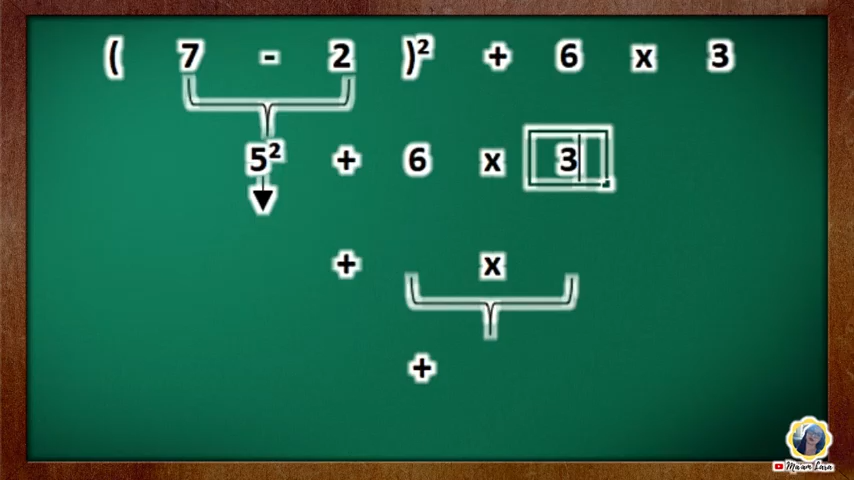 ( 7 - 2 )² + 6 x 3
5² + 6 x 3
+ x
+
Ma'am Lara